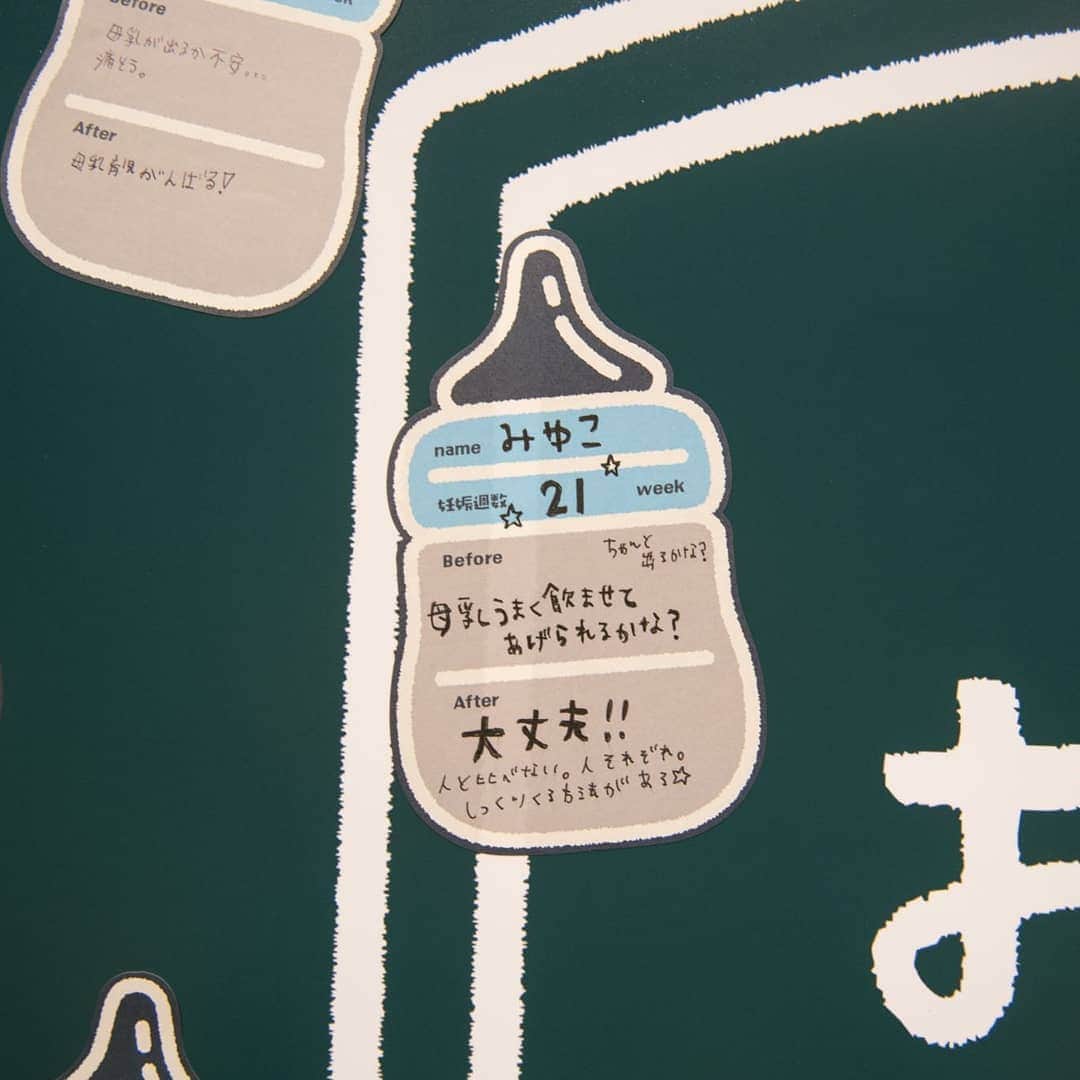 Before
母乳が出るか不安…
痛そう。
After
母乳育児がんばる!
name みゆこ
妊娠週数 21 week
Before
ちゃんと
出るかな?
母乳うまく飲ませて
あげられるかな?
After
大丈夫!!
人と比べない。人それぞれ。
しっくりくる方法がある☆
よ